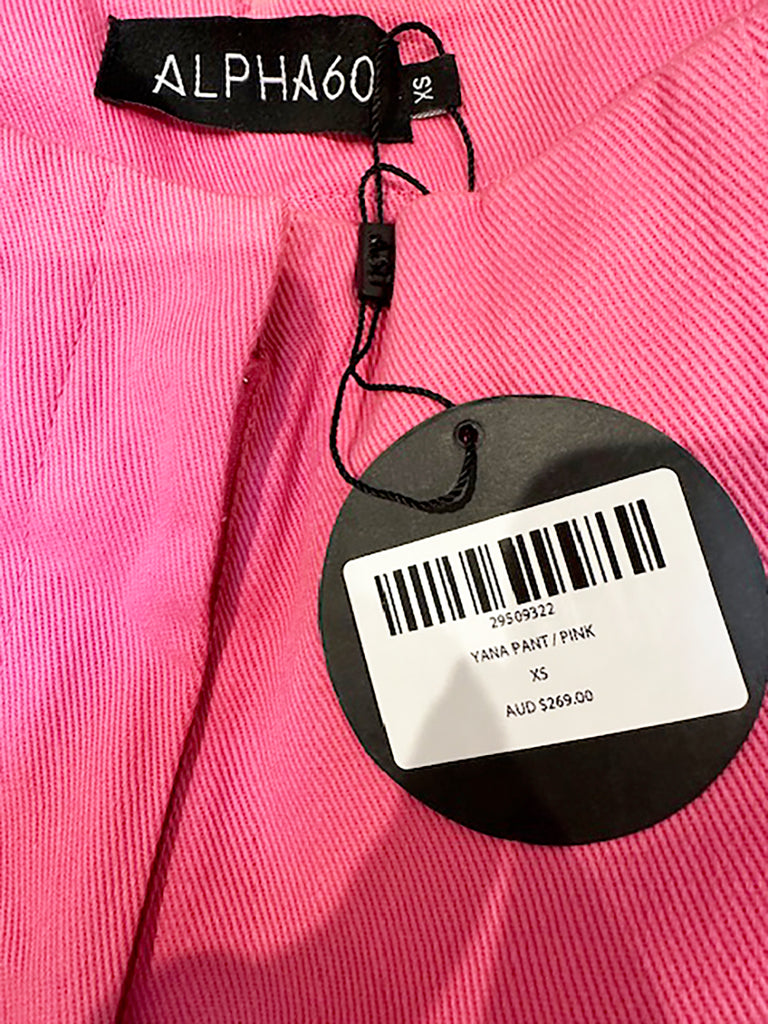 ALPHA60
XS
29509322
YANA PANT / PINK
XS
AUD $269.00